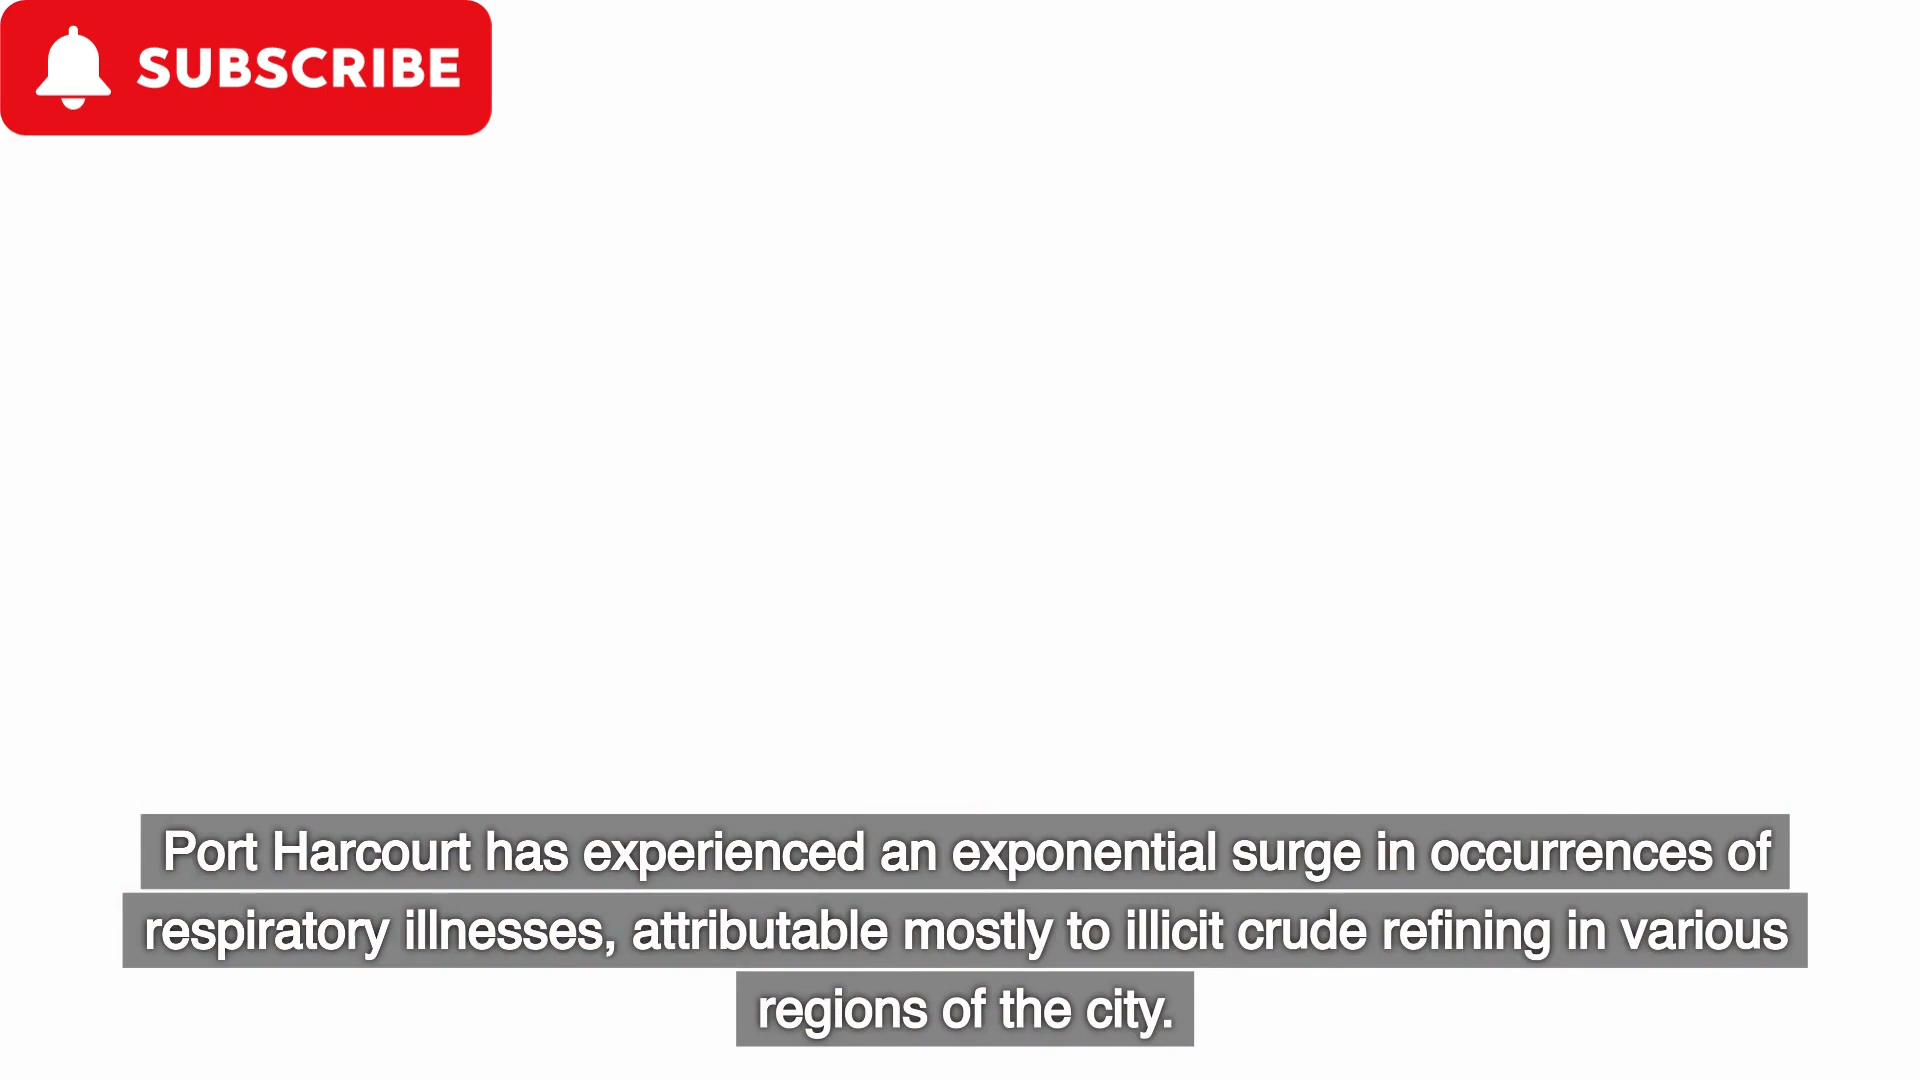 SUBSCRIBE
Port Harcourt has experienced an exponential surge in occurrences of
respiratory illnesses, attributable mostly to illicit crude refining in various
regions of the city.